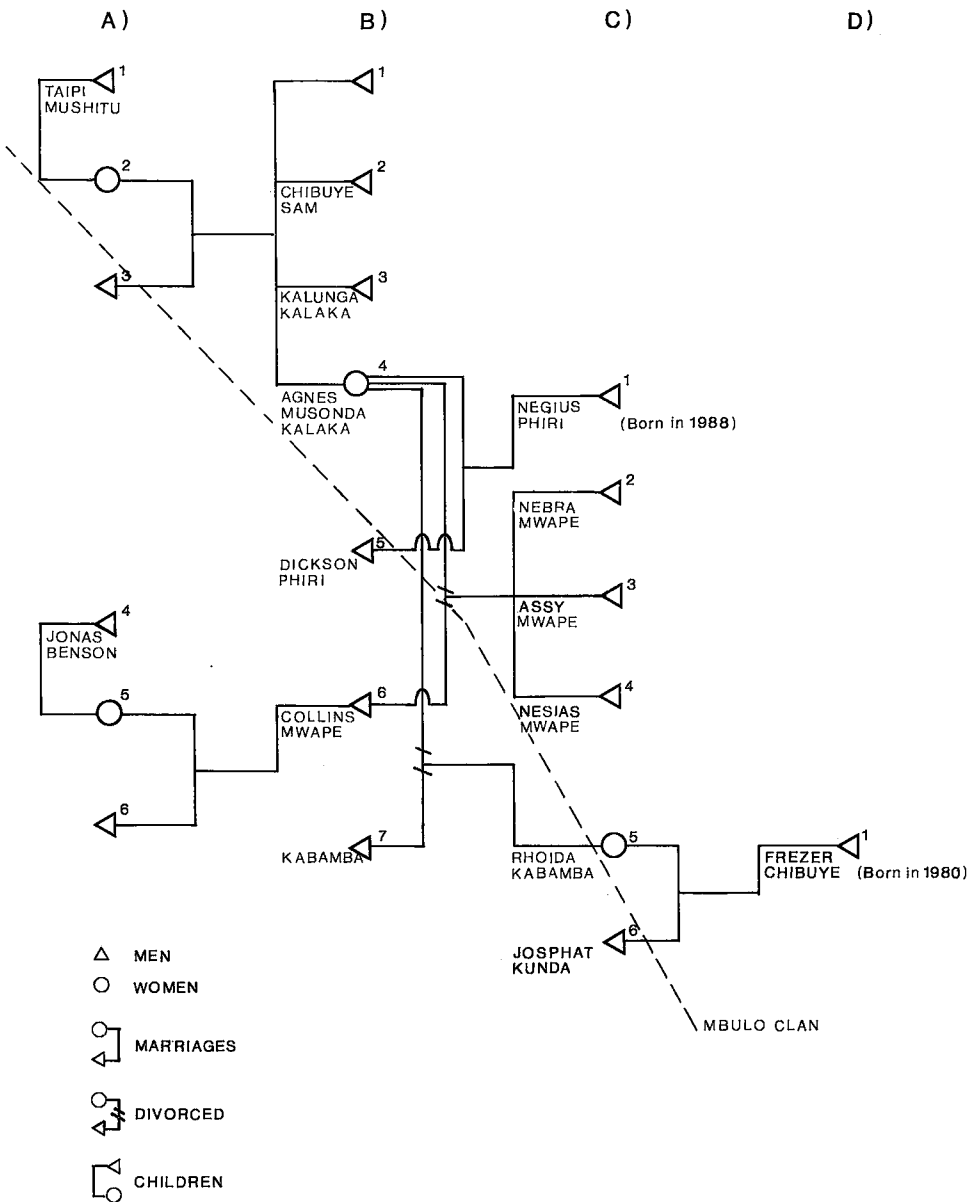 A)
B)
C)
D)
1
TAIPI
MUSHITU
2
3
1
2
CHIBUYE
SAM
3
KALUNGA
KALAKA
4
AGNES
MUSONDA
KALAKA
1
NEGIUS
PHIRI
(Born in 1988)
2
NEBRA
MWAPE
5
DICKSON
PHIRI
3
ASSY
MWAPE
4
JONAS
BENSON
5
6
COLLINS
MWAPE
4
NESIAS
MWAPE
6
7
KABAMBA
5
RHOIDA
KABAMBA
1
FREZER
CHIBUYE
(Born in 1980)
6
JOSPHAT
KUNDA
MBULO CLAN
MEN
WOMEN
MARRIAGES
DIVORCED
CHILDREN